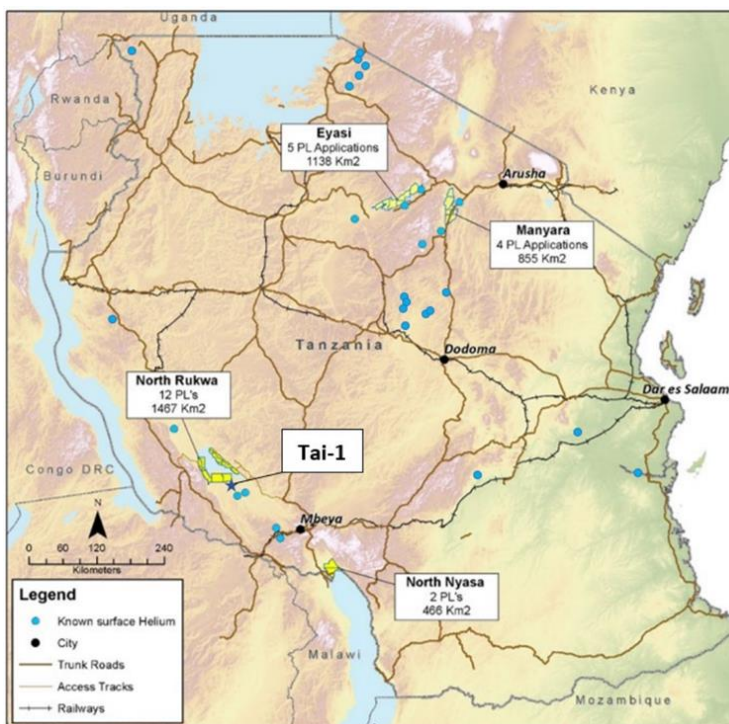 Uganda
Rwanda
Kenya
Burundi
Eyasi
5 PL Applications
1138 Km2
Arusha
Manyara
4 PL Applications
855 Km2
Tanzania
Dodoma
Dar es Salaam
North Rukwa
12 PL's
1467 Km2
Tai-1
Congo DRC
N
Mbeya
0 60 120 240
Kilometers
North Nyasa
2 PL's
466 Km2
Malawi
Mozambique
Legend
Known surface Helium
City
Trunk Roads
Access Tracks
Railways